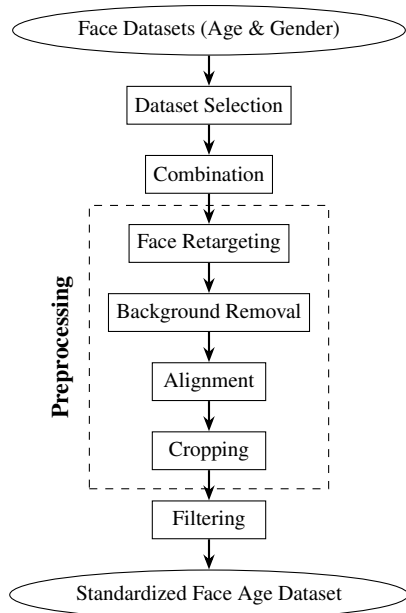 Face Datasets (Age & Gender)
Dataset Selection
Combination
Preprocessing
Face Retargeting
Background Removal
Alignment
Cropping
Filtering
Standardized Face Age Dataset